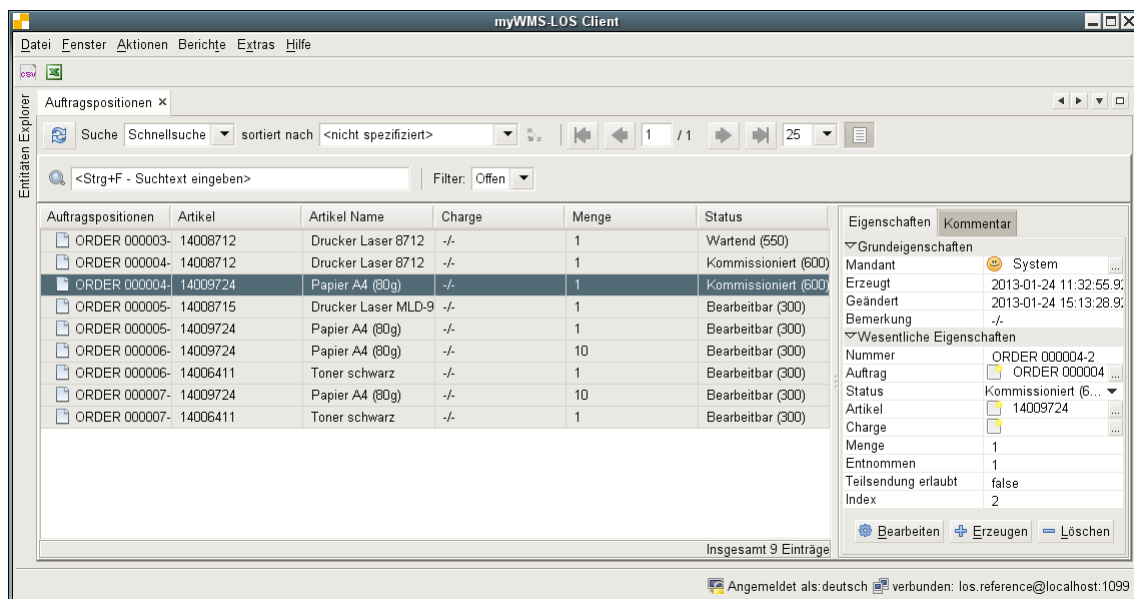 myWMS-LOS Client
Datei Fenster Aktionen Berichte Extras Hilfe
csv
Entitäten Explorer
Auftragspositionen
Suche Schnellsuche sortiert nach <nicht spezifiziert> 1 / 1 25
<Strg+F - Suchtext eingeben> Filter: Offen
Auftragspositionen Artikel Artikel Name Charge Menge Status
ORDER 000003- 14008712 Drucker Laser 8712 -/- 1 Wartend (550)
ORDER 000004- 14008712 Drucker Laser 8712 -/- 1 Kommissioniert (600)
ORDER 000004- 14009724 Papier A4 (80g) -/- 1 Kommissioniert (600)
ORDER 000005- 14008715 Drucker Laser MLD-9 -/- 1 Bearbeitbar (300)
ORDER 000005- 14009724 Papier A4 (80g) -/- 1 Bearbeitbar (300)
ORDER 000006- 14009724 Papier A4 (80g) -/- 10 Bearbeitbar (300)
ORDER 000006- 14006411 Toner schwarz -/- 1 Bearbeitbar (300)
ORDER 000007- 14009724 Papier A4 (80g) -/- 10 Bearbeitbar (300)
ORDER 000007- 14006411 Toner schwarz -/- 1 Bearbeitbar (300)
Insgesamt 9 Einträge
Eigenschaften Kommentar
Grundeigenschaften
Mandant System ...
Erzeugt 2013-01-24 11:32:55.92
Geändert 2013-01-24 15:13:28.92
Bemerkung -/-
Wesentliche Eigenschaften
Nummer ORDER 000004-2
Auftrag ORDER 000004 ...
Status Kommissioniert (6...
Artikel 14009724 ...
Charge ...
Menge 1
Entnommen 1
Teilsendung erlaubt false
Index 2
Bearbeiten Erzeugen Löschen
Angemeldet als:deutsch verbunden: los.reference@localhost:1099